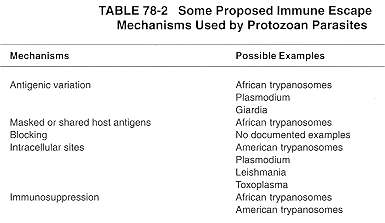 TABLE 78-2 Some Proposed Immune Escape
Mechanisms Used by Protozoan Parasites
Mechanisms Possible Examples
Antigenic variation African trypanosomes
Plasmodium
Giardia
Masked or shared host antigens African trypanosomes
Blocking No documented examples
Intracellular sites American trypanosomes
Plasmodium
Leishmania
Toxoplasma
Immunosuppression African trypanosomes
American trypanosomes